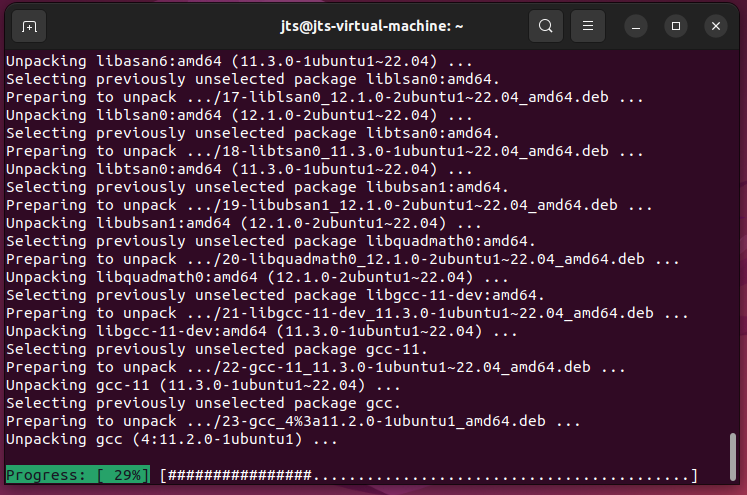 jts@jts-virtual-machine: ~
Unpacking libasan6:amd64 (11.3.0-1ubuntu1~22.04) ...
Selecting previously unselected package liblsan0:amd64.
Preparing to unpack .../17-liblsan0_12.1.0-2ubuntu1~22.04_amd64.deb ...
Unpacking liblsan0:amd64 (12.1.0-2ubuntu1~22.04) ...
Selecting previously unselected package libtsan0:amd64.
Preparing to unpack .../18-libtsan0_11.3.0-1ubuntu1~22.04_amd64.deb ...
Unpacking libtsan0:amd64 (11.3.0-1ubuntu1~22.04) ...
Selecting previously unselected package libubsan1:amd64.
Preparing to unpack .../19-libubsan1_12.1.0-2ubuntu1~22.04_amd64.deb ...
Unpacking libubsan1:amd64 (12.1.0-2ubuntu1~22.04) ...
Selecting previously unselected package libquadmath0:amd64.
Preparing to unpack .../20-libquadmath0_12.1.0-2ubuntu1~22.04_amd64.deb ...
Unpacking libquadmath0:amd64 (12.1.0-2ubuntu1~22.04) ...
Selecting previously unselected package libgcc-11-dev:amd64.
Preparing to unpack .../21-libgcc-11-dev_11.3.0-1ubuntu1~22.04_amd64.deb ...
Unpacking libgcc-11-dev:amd64 (11.3.0-1ubuntu1~22.04) ...
Selecting previously unselected package gcc-11.
Preparing to unpack .../22-gcc-11_11.3.0-1ubuntu1~22.04_amd64.deb ...
Unpacking gcc-11 (11.3.0-1ubuntu1~22.04) ...
Selecting previously unselected package gcc.
Preparing to unpack .../23-gcc_4%3a11.2.0-1ubuntu1_amd64.deb ...
Unpacking gcc (4:11.2.0-1ubuntu1) ...
Progress: [ 29%] [################..........................................]